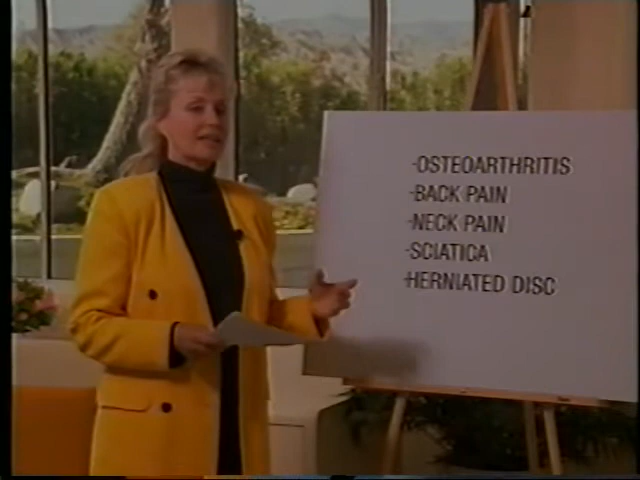 -OSTEOARTHRITIS
-BACK PAIN
-NECK PAIN
-SCIATICA
-HERNIATED DISC